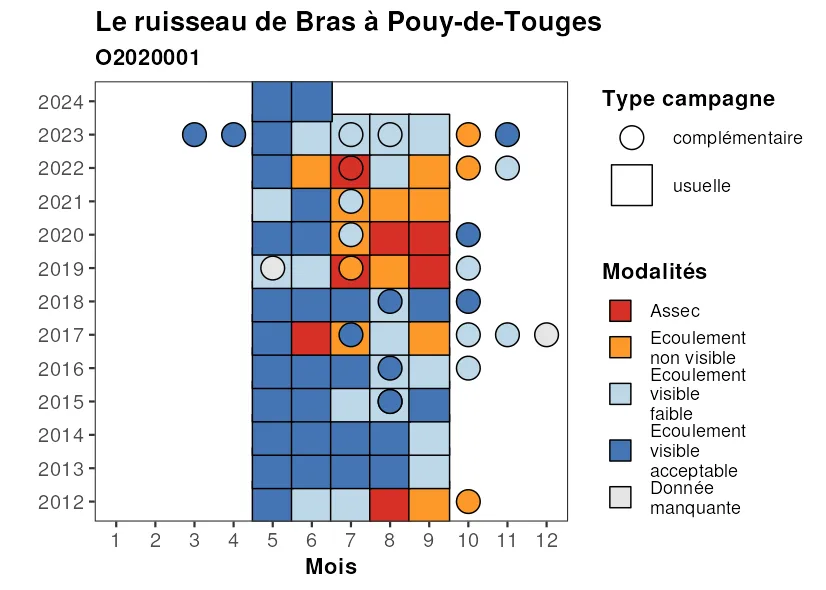 Le ruisseau de Bras à Pouy-de-Touges
O2020001
2024
2023
2022
2021
2020
2019
2018
2017
2016
2015
2014
2013
2012
1 2 3 4 5 6 7 8 9 10 11 12
Mois
Type campagne
complémentaire
usuelle
Modalités
Assec
Ecoulement
non visible
Ecoulement
visible
faible
Ecoulement
visible
acceptable
Donnée
manquante